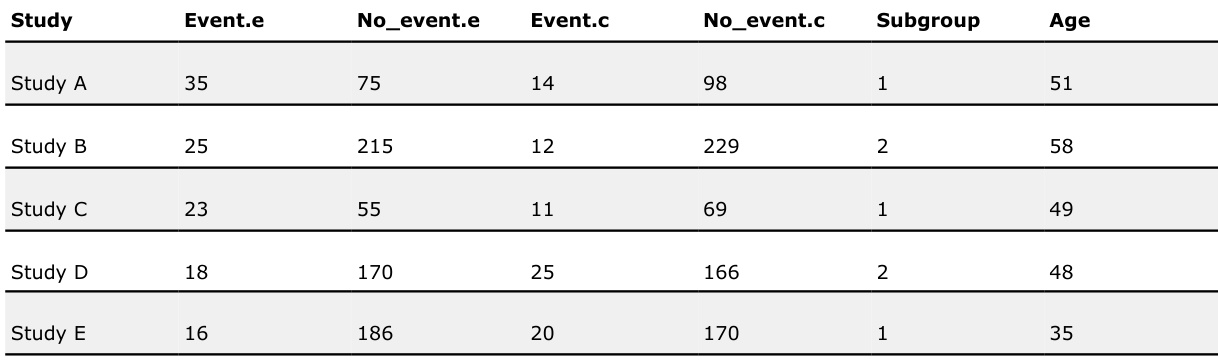 Study Event.e No_event.e Event.c No_event.c Subgroup Age
Study A 35 75 14 98 1 51
Study B 25 215 12 229 2 58
Study C 23 55 11 69 1 49
Study D 18 170 25 166 2 48
Study E 16 186 20 170 1 35